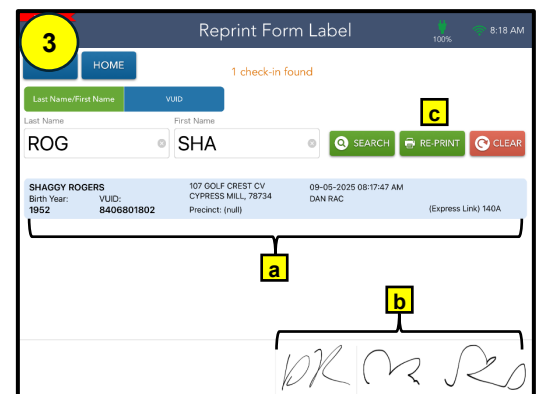 Reprint Form Label
100%
8:18 AM
3
HOME
1 check-in found
Last Name/First Name
VUID
c
Last Name
First Name
ROG
SHA
SEARCH
RE-PRINT
CLEAR
SHAGGY ROGERS
107 GOLF CREST CV
09-05-2025 08:17:47 AM
Birth Year:
VUID:
CYPRESS MILL, 78734
DAN RAC
1952
8406801802
Precinct: (null)
(Express Link) 140A
a
b